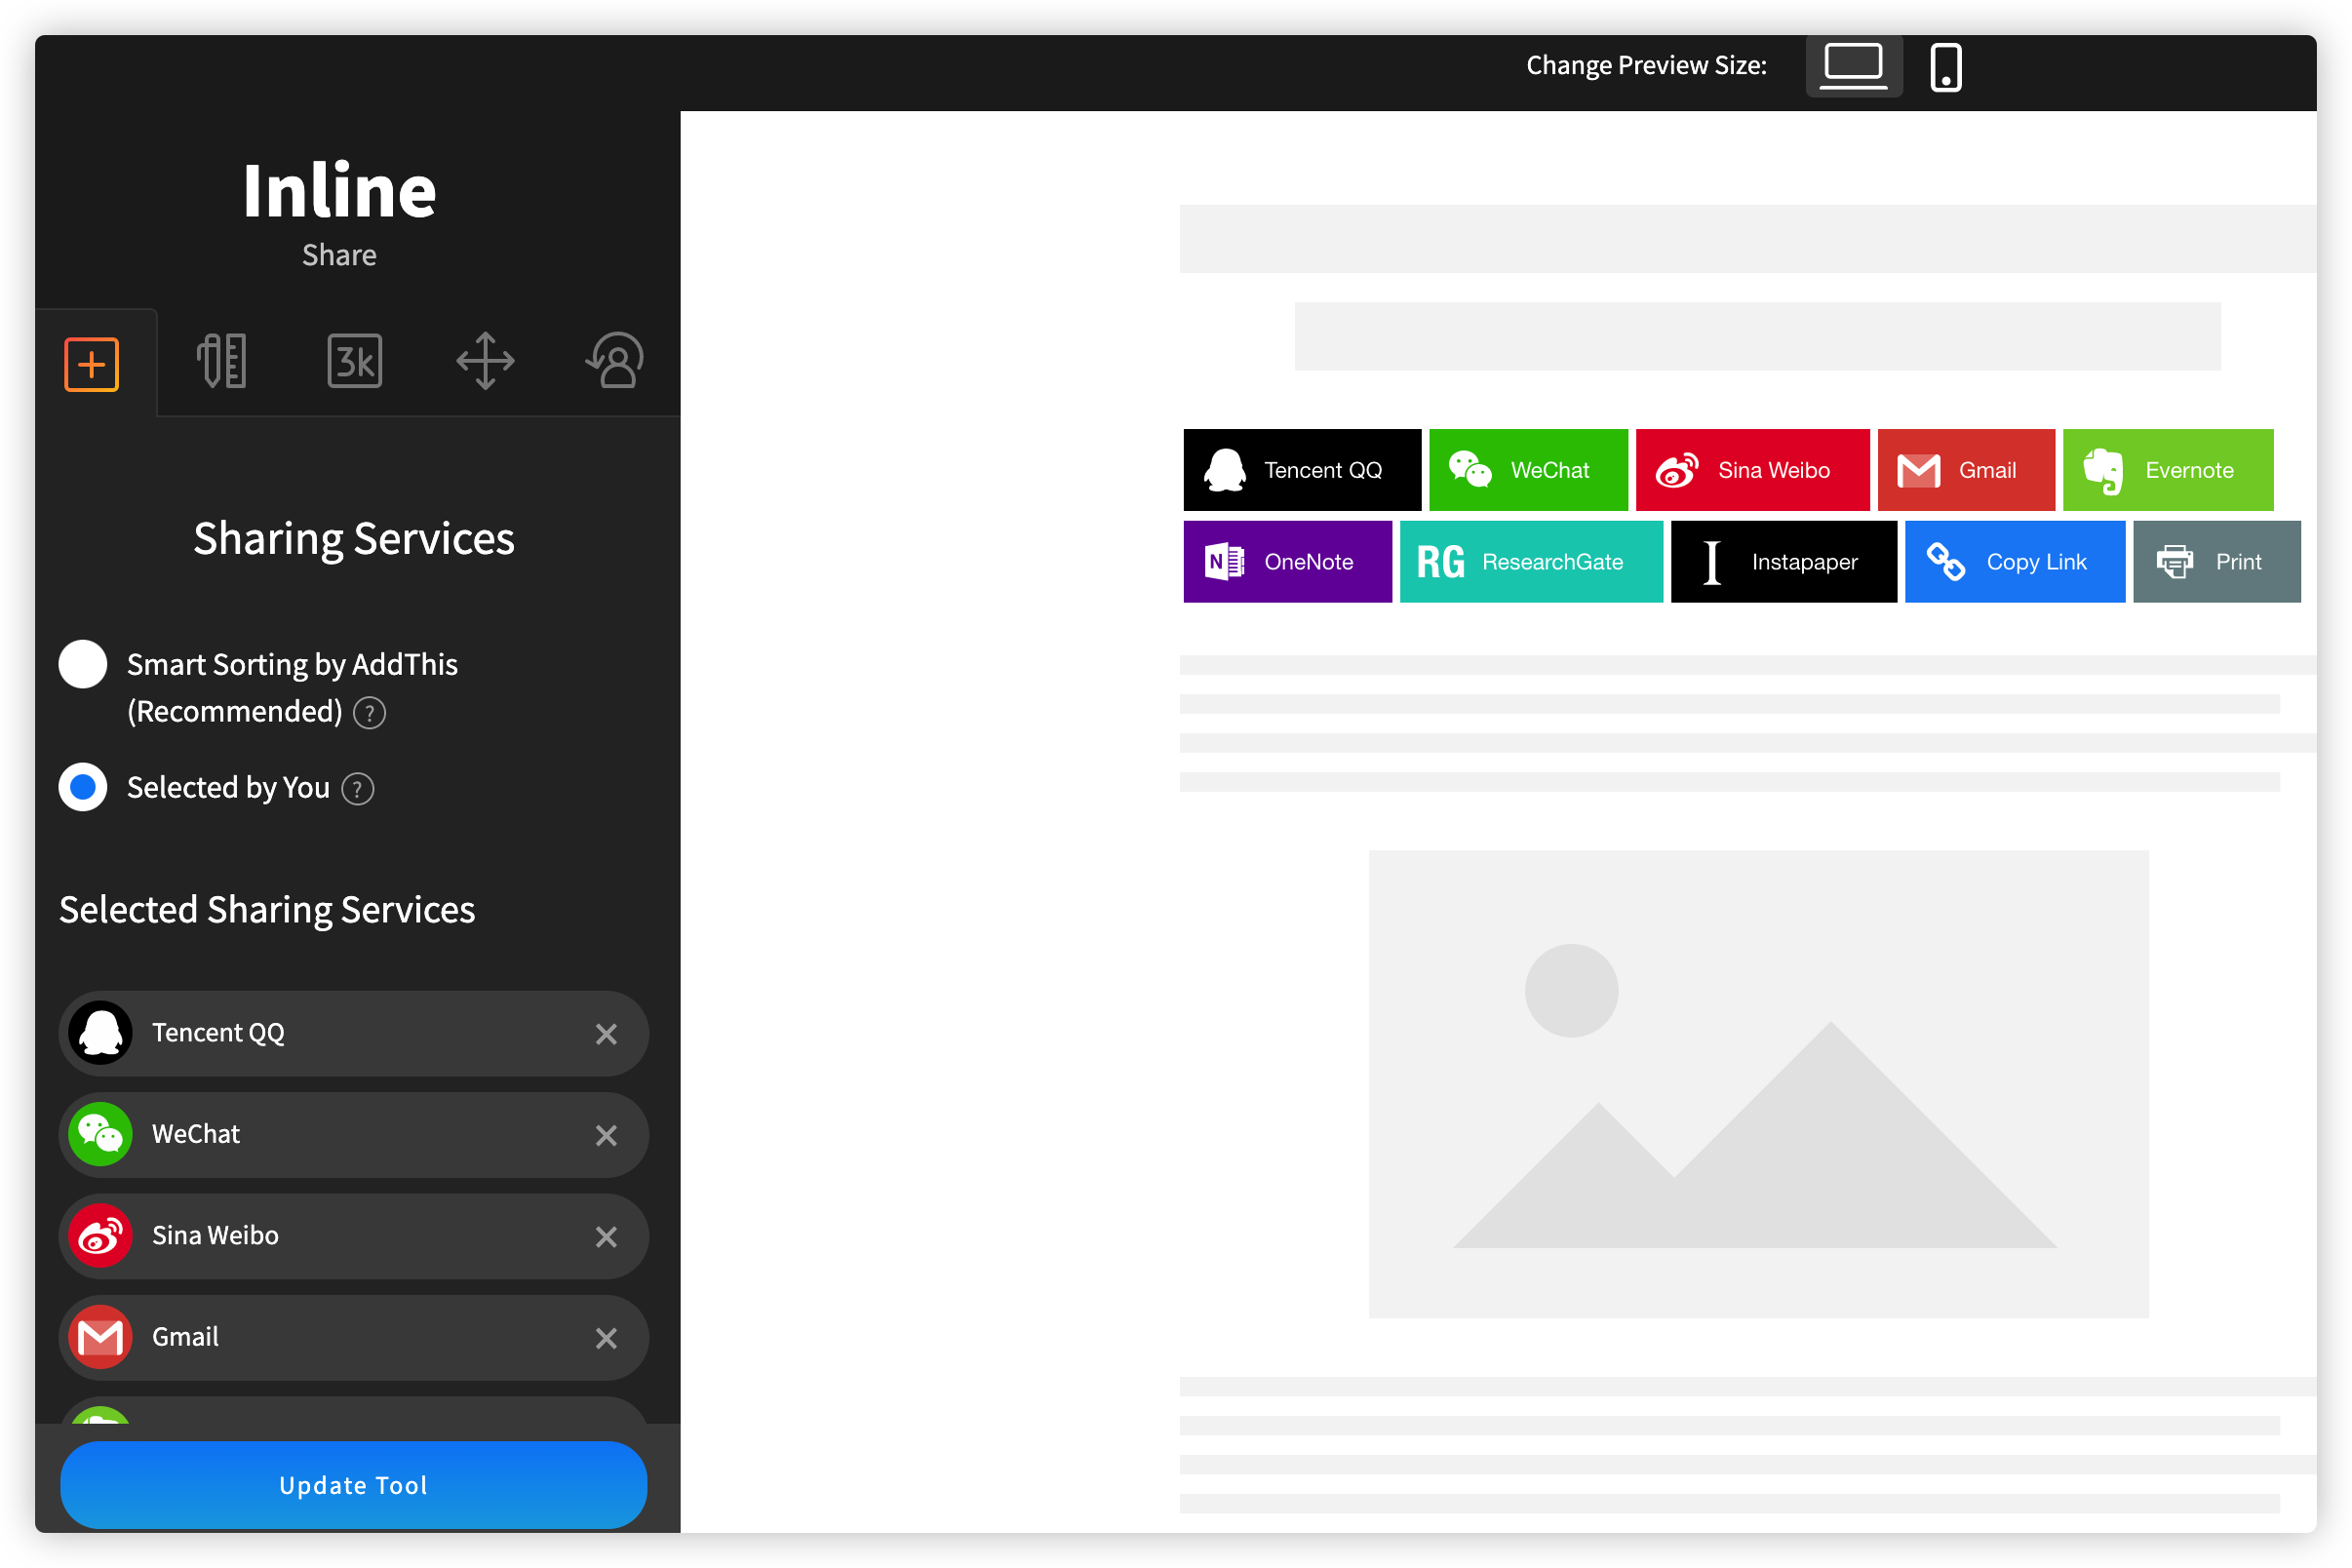 Change Preview Size:
Inline
Share
3k
Sharing Services
Smart Sorting by AddThis
(Recommended) ?
Selected by You ?
Selected Sharing Services
Tencent QQ
WeChat
Sina Weibo
Gmail
Update Tool
Tencent QQ
WeChat
Sina Weibo
Gmail
Evernote
N OneNote
RG ResearchGate
I Instapaper
Copy Link
Print